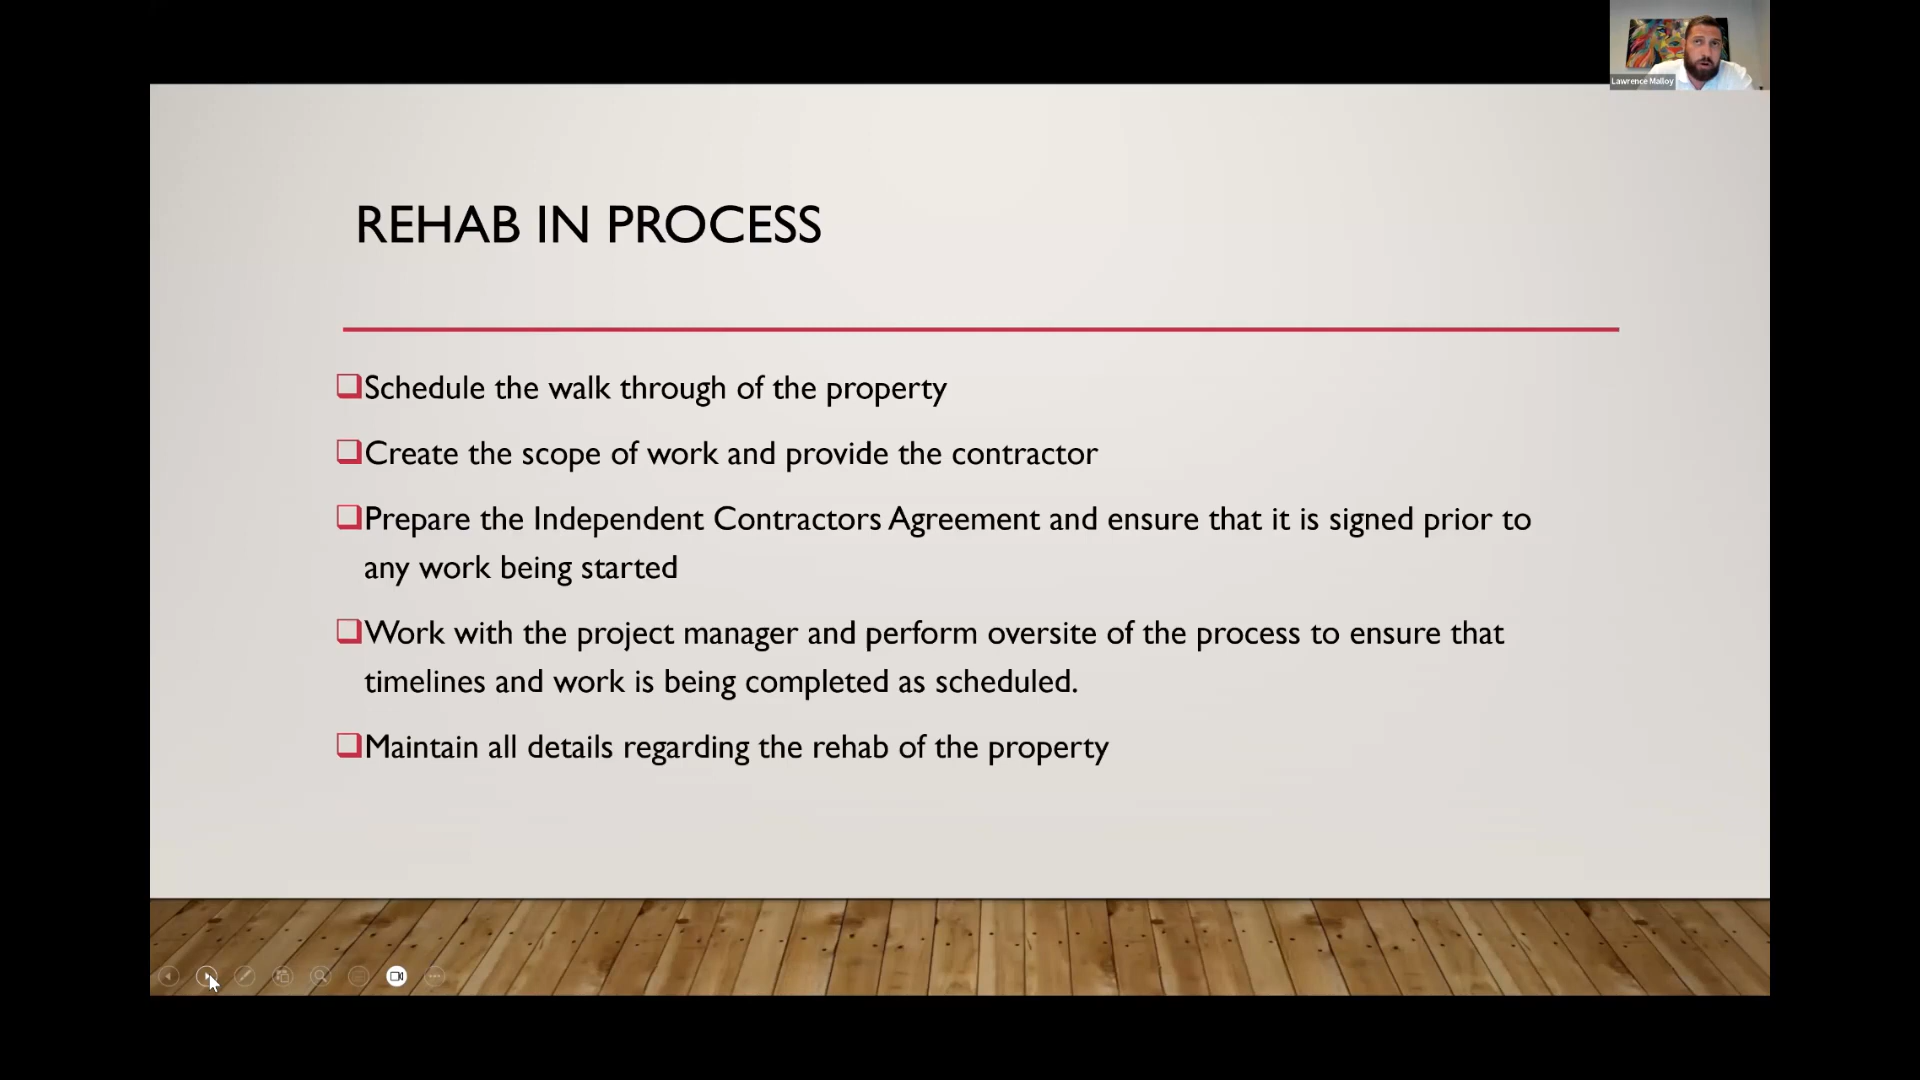 Lawrence Malloy
REHAB IN PROCESS
Schedule the walk through of the property
Create the scope of work and provide the contractor
Prepare the Independent Contractors Agreement and ensure that it is signed prior to
any work being started
Work with the project manager and perform oversite of the process to ensure that
timelines and work is being completed as scheduled.
Maintain all details regarding the rehab of the property